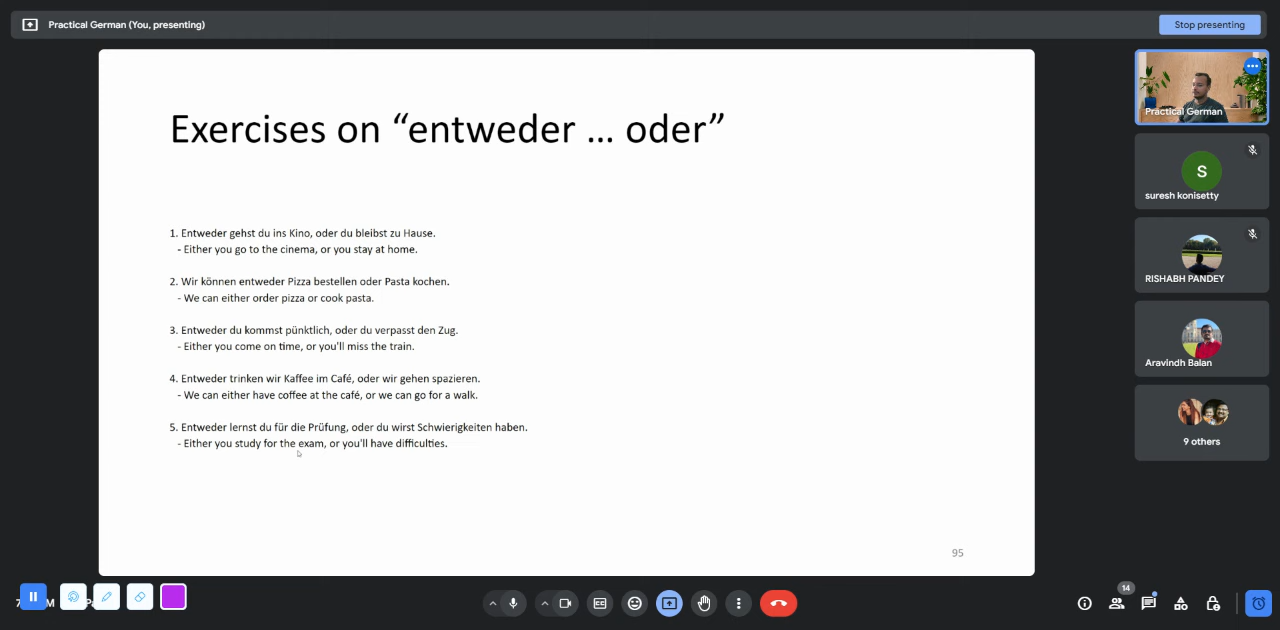 Practical German (You, presenting)
Stop presenting
Exercises on “entweder ... oder”
1. Entweder gehst du ins Kino, oder du bleibst zu Hause.
- Either you go to the cinema, or you stay at home.
2. Wir können entweder Pizza bestellen oder Pasta kochen.
- We can either order pizza or cook pasta.
3. Entweder du kommst pünktlich, oder du verpasst den Zug.
- Either you come on time, or you'll miss the train.
4. Entweder trinken wir Kaffee im Café, oder wir gehen spazieren.
- We can either have coffee at the café, or we can go for a walk.
5. Entweder lernst du für die Prüfung, oder du wirst Schwierigkeiten haben.
- Either you study for the exam, or you'll have difficulties.
95
Practical German
S
suresh konisetty
RISHABH PANDEY
Aravindh Balan
9 others
CC
14